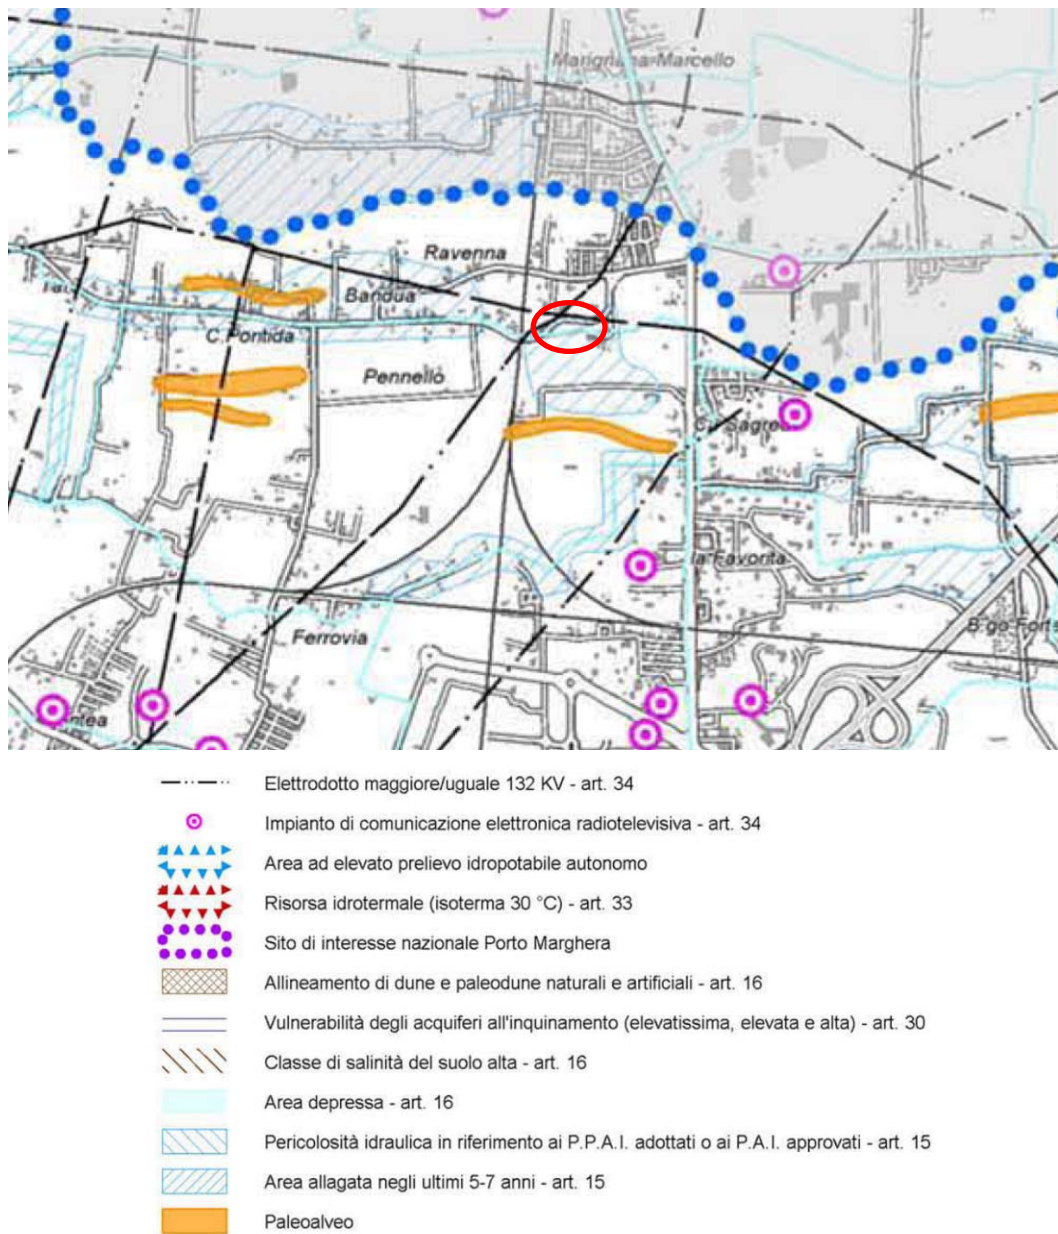 Marignana-Marcello
Ravenna
Bandua
C. Pontida
Pennello
C. Sagredo
la Favorita
Ferrovia
B.go Forte
Elettrodotto maggiore/uguale 132 KV - art. 34
Impianto di comunicazione elettronica radiotelevisiva - art. 34
Area ad elevato prelievo idropotabile autonomo
Risorsa idrotermale (isoterma 30 °C) - art. 33
Sito di interesse nazionale Porto Marghera
Allineamento di dune e paleodune naturali e artificiali - art. 16
Vulnerabilità degli acquiferi all'inquinamento (elevatissima, elevata e alta) - art. 30
Classe di salinità del suolo alta - art. 16
Area depressa - art. 16
Pericolosità idraulica in riferimento ai P.P.A.I. adottati o ai P.A.I. approvati - art. 15
Area allagata negli ultimi 5-7 anni - art. 15
Paleoalveo